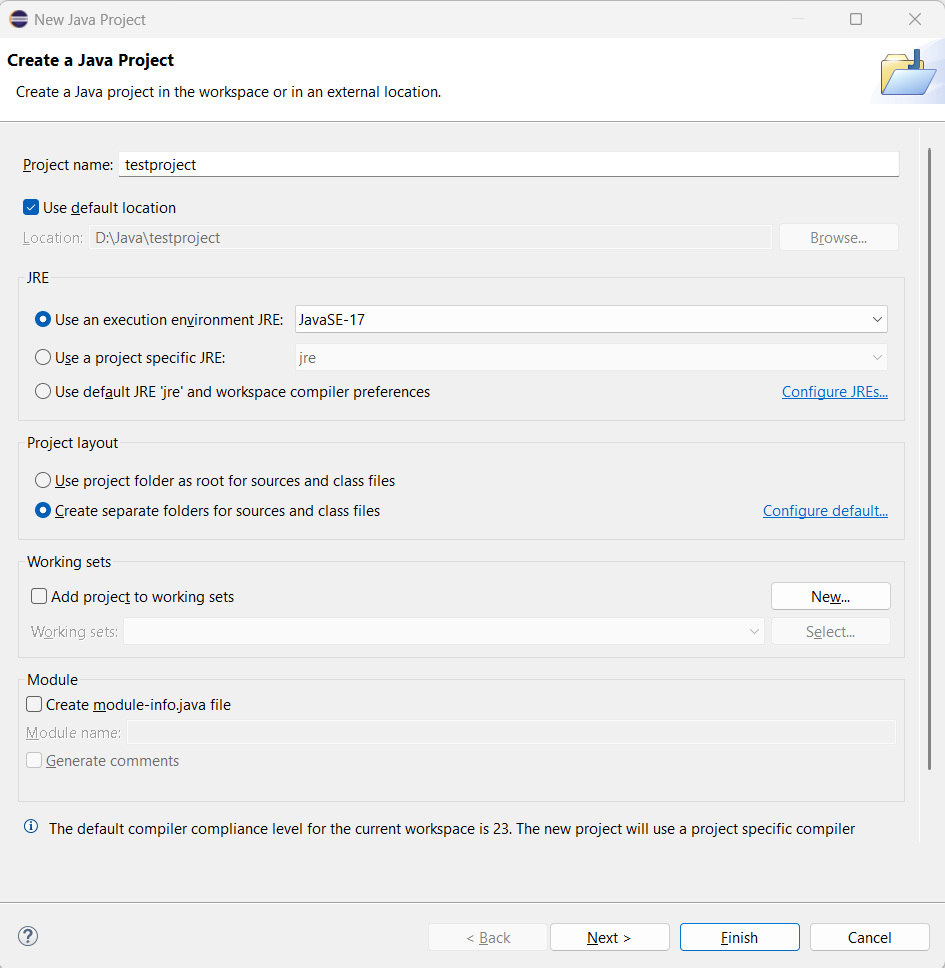 New Java Project
Create a Java Project
Create a Java project in the workspace or in an external location.
Project name: testproject
Use default location
Location: D:\Java\testproject Browse...
JRE
Use an execution environment JRE: JavaSE-17
Use a project specific JRE: jre
Use default JRE 'jre' and workspace compiler preferences Configure JREs...
Project layout
Use project folder as root for sources and class files
Create separate folders for sources and class files Configure default...
Working sets
Add project to working sets New...
Working sets: Select...
Module
Create module-info.java file
Module name:
Generate comments
The default compiler compliance level for the current workspace is 23. The new project will use a project specific compiler
< Back Next > Finish Cancel